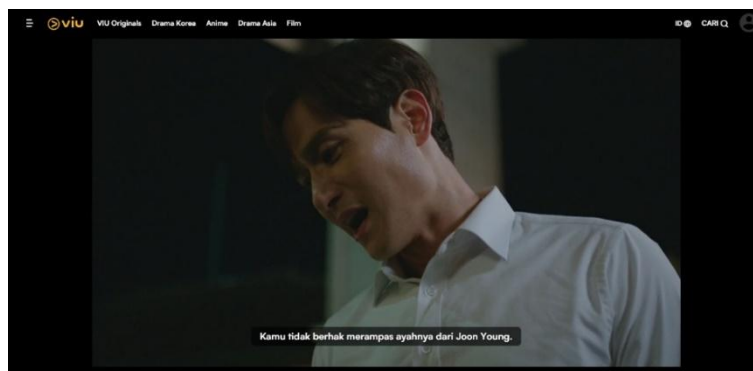 viu VIU Originals Drama Korea Anime Drama Asia Film ID CARI
Kamu tidak berhak merampas ayahnya dari Joon Young.